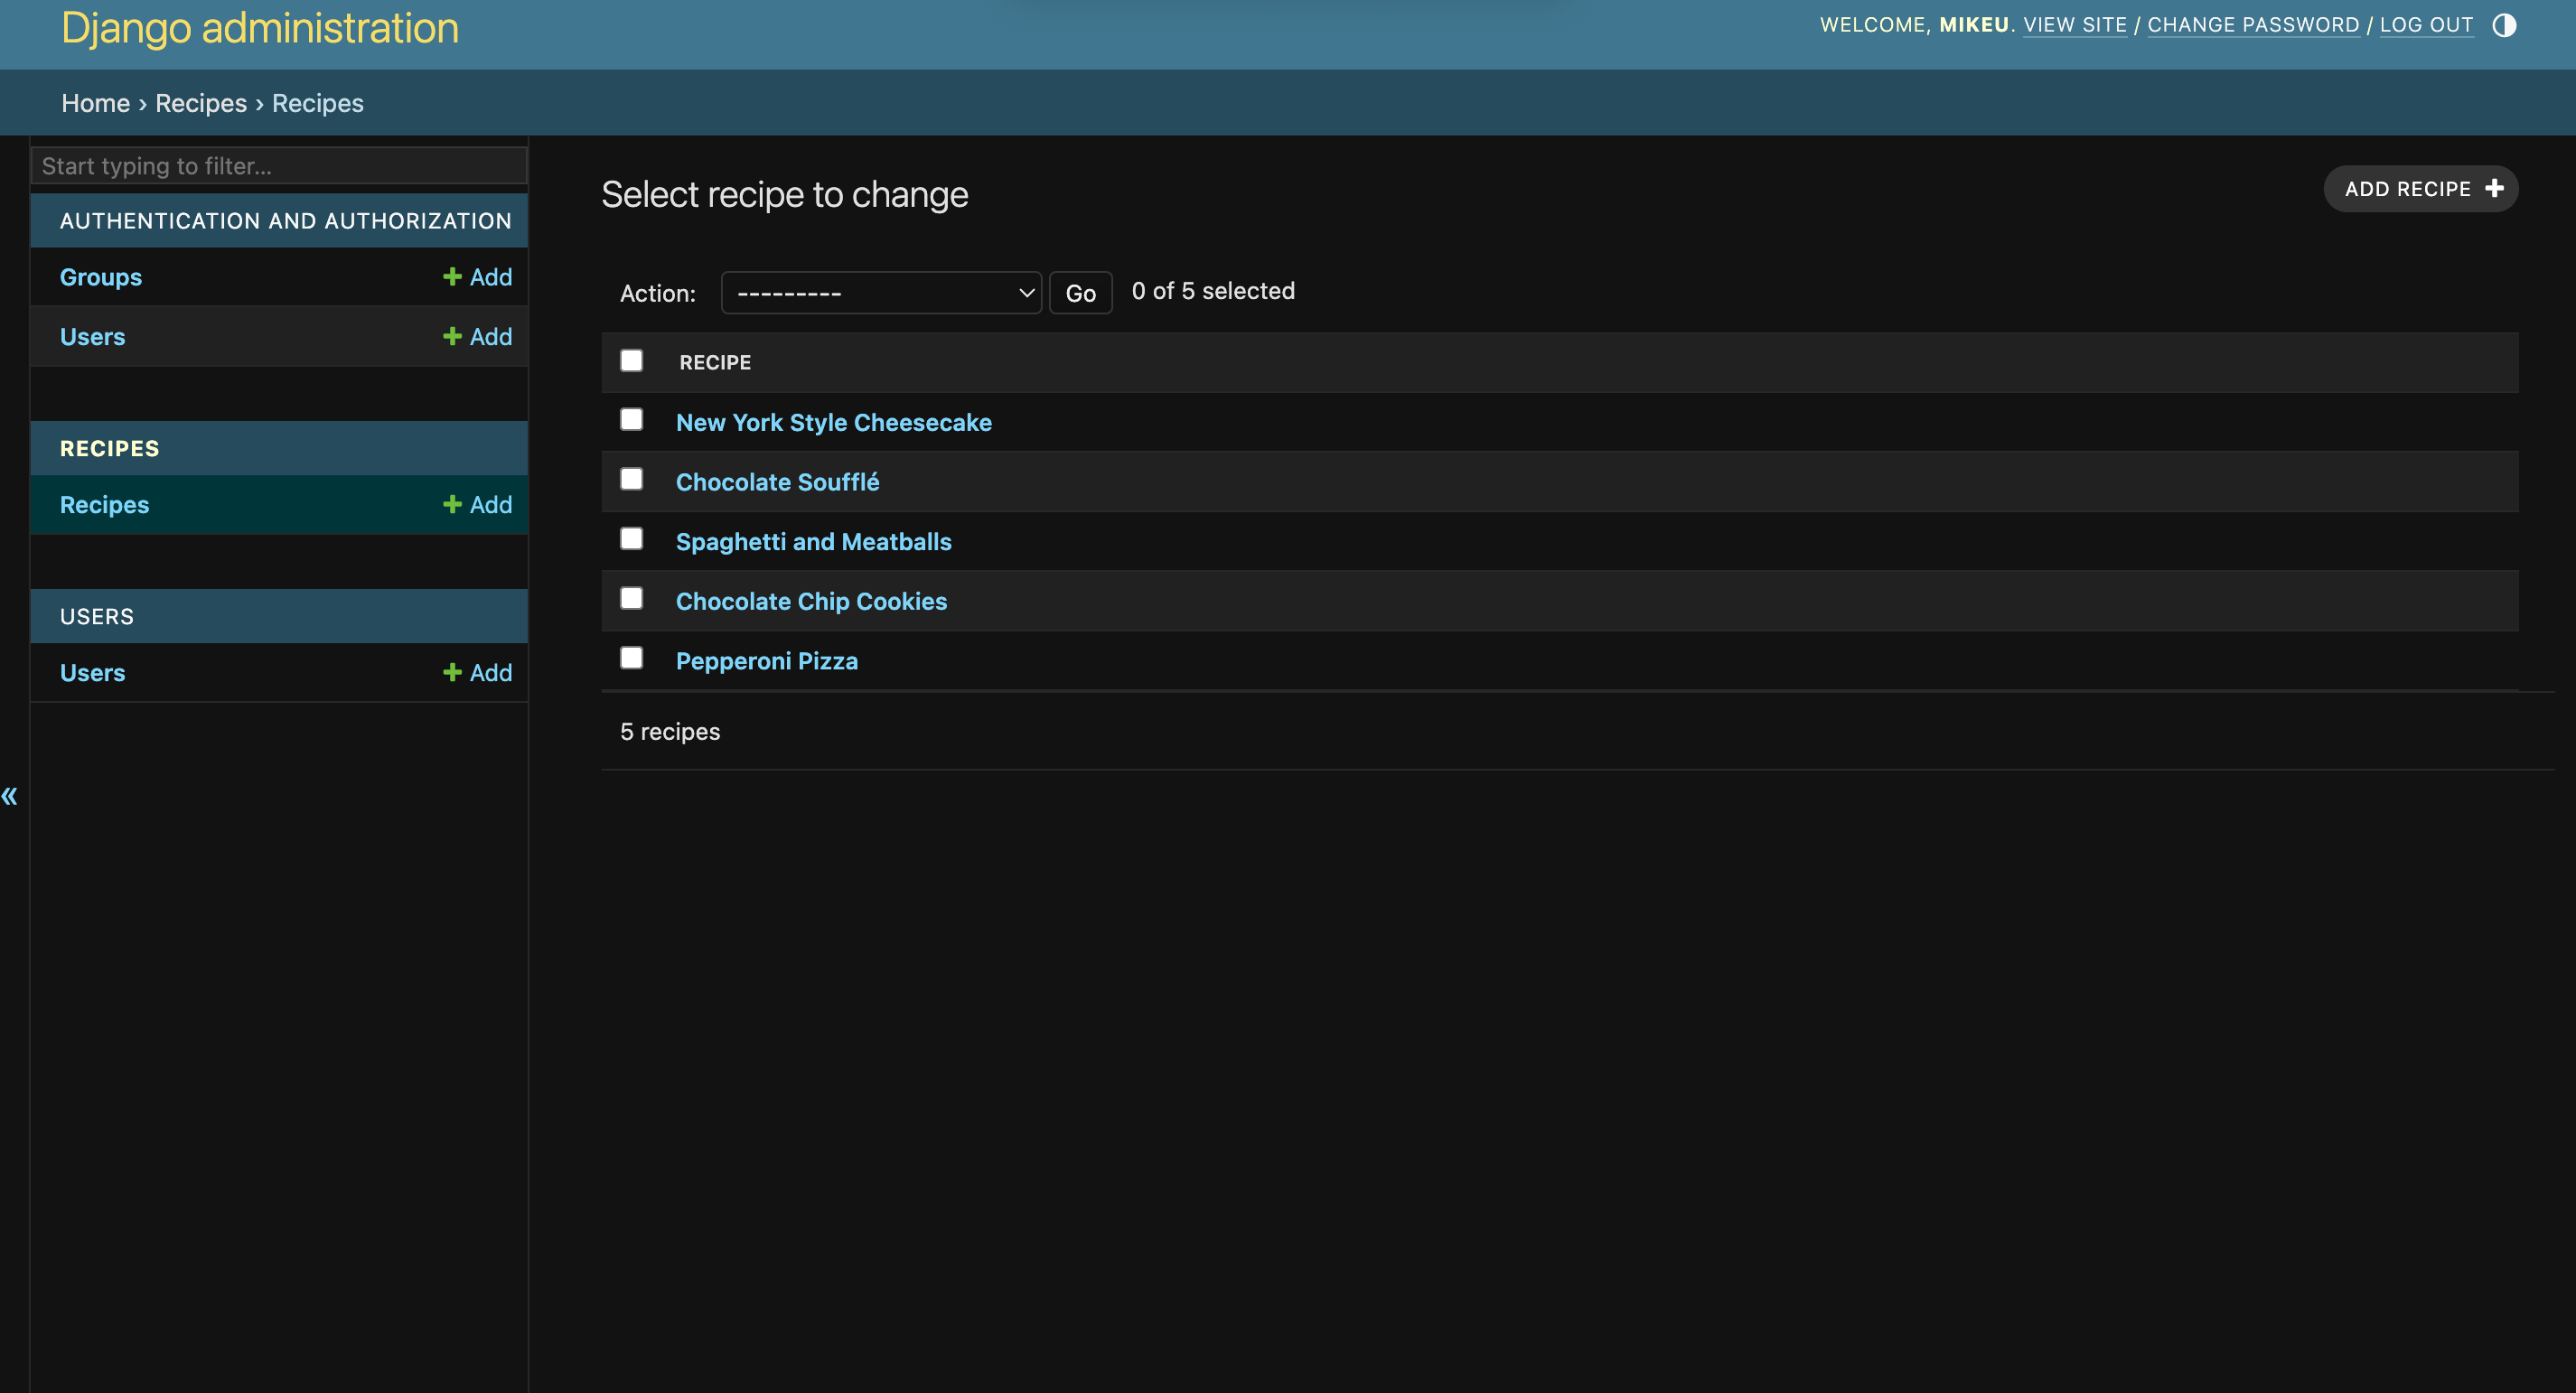 Django administration
WELCOME, MIKEU. VIEW SITE / CHANGE PASSWORD / LOG OUT
Home › Recipes › Recipes
Start typing to filter...
AUTHENTICATION AND AUTHORIZATION
Groups + Add
Users + Add
RECIPES
Recipes + Add
USERS
Users + Add
«
Select recipe to change
ADD RECIPE +
Action: --------- Go 0 of 5 selected
RECIPE
New York Style Cheesecake
Chocolate Soufflé
Spaghetti and Meatballs
Chocolate Chip Cookies
Pepperoni Pizza
5 recipes